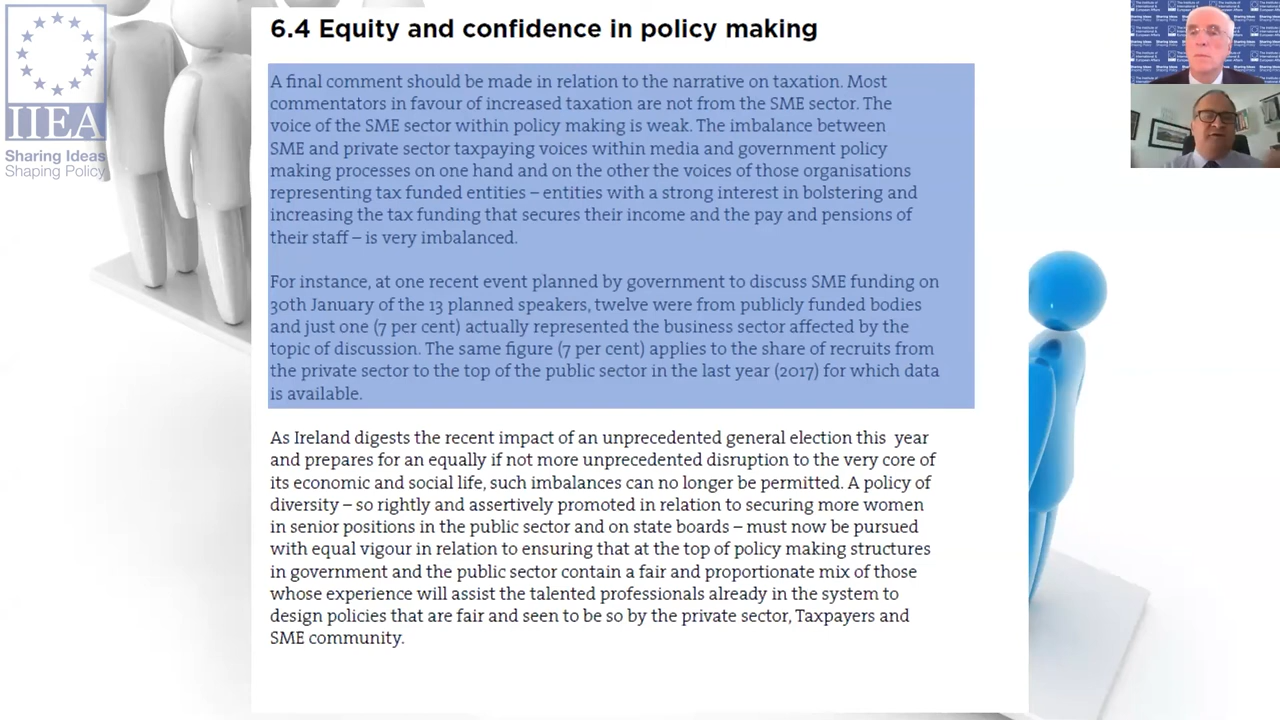 6.4 Equity and confidence in policy making
A final comment should be made in relation to the narrative on taxation. Most
commentators in favour of increased taxation are not from the SME sector. The
voice of the SME sector within policy making is weak. The imbalance between
SME and private sector taxpaying voices within media and government policy
making processes on one hand and on the other the voices of those organisations
representing tax funded entities – entities with a strong interest in bolstering and
increasing the tax funding that secures their income and the pay and pensions of
their staff – is very imbalanced.
For instance, at one recent event planned by government to discuss SME funding on
30th January of the 13 planned speakers, twelve were from publicly funded bodies
and just one (7 per cent) actually represented the business sector affected by the
topic of discussion. The same figure (7 per cent) applies to the share of recruits from
the private sector to the top of the public sector in the last year (2017) for which data
is available.
As Ireland digests the recent impact of an unprecedented general election this year
and prepares for an equally if not more unprecedented disruption to the very core of
its economic and social life, such imbalances can no longer be permitted. A policy of
diversity – so rightly and assertively promoted in relation to securing more women
in senior positions in the public sector and on state boards – must now be pursued
with equal vigour in relation to ensuring that at the top of policy making structures
in government and the public sector contain a fair and proportionate mix of those
whose experience will assist the talented professionals already in the system to
design policies that are fair and seen to be so by the private sector, Taxpayers and
SME community.
IIEA
Sharing Ideas
Shaping Policy